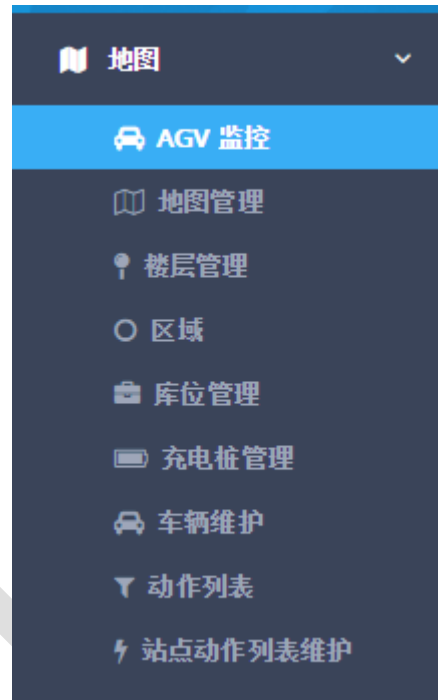 地图
AGV 监控
地图管理
楼层管理
区域
库位管理
充电桩管理
车辆维护
动作列表
站点动作列表维护